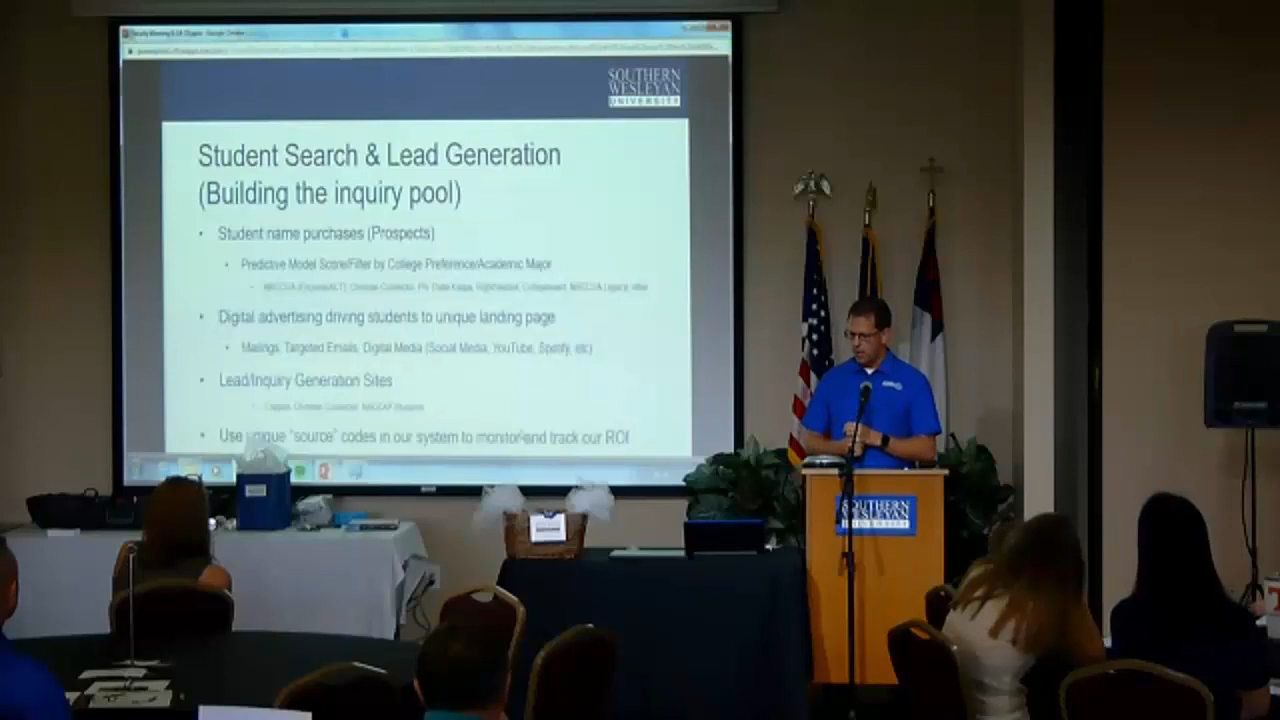 SOUTHERN
WESLEYAN
UNIVERSITY
Student Search & Lead Generation
(Building the inquiry pool)
• Student name purchases (Prospects)
• Predictive Model Score/Filter by College Preference/Academic Major
• Digital advertising driving students to unique landing page
• Mailings, Targeted Emails, Digital Media (Social Media, YouTube, Spotify, etc)
• Lead/Inquiry Generation Sites
• Use unique "source" codes in our system to monitor/end track our ROI
SOUTHERN
WESLEYAN
UNIVERSITY